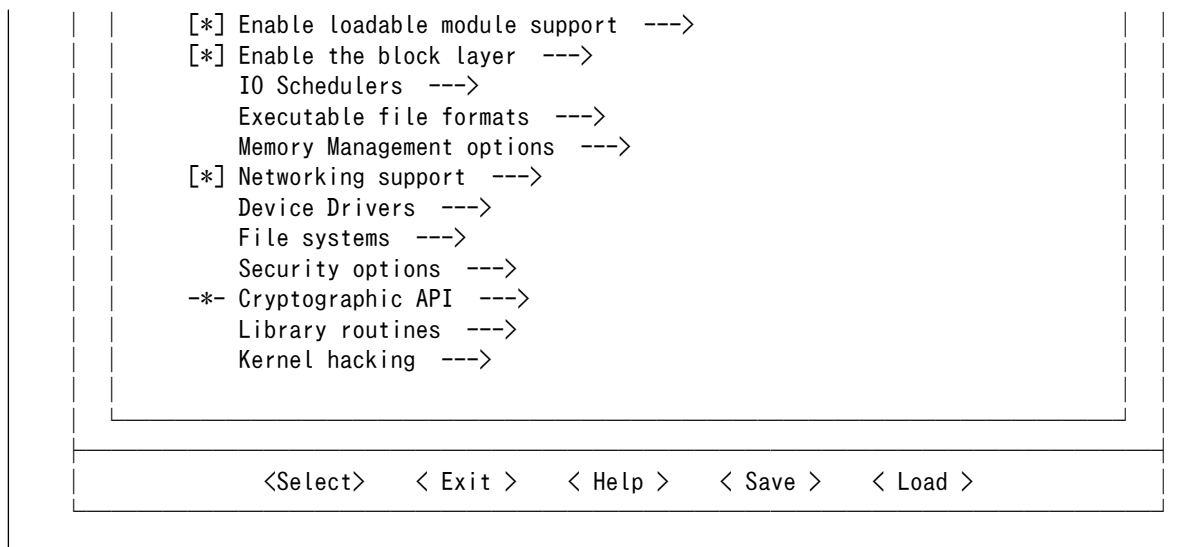 [*] Enable loadable module support  --->
[*] Enable the block layer  --->
IO Schedulers  --->
Executable file formats  --->
Memory Management options  --->
[*] Networking support  --->
Device Drivers  --->
File systems  --->
Security options  --->
-*- Cryptographic API  --->
Library routines  --->
Kernel hacking  --->
<Select>    < Exit >    < Help >    < Save >    < Load >